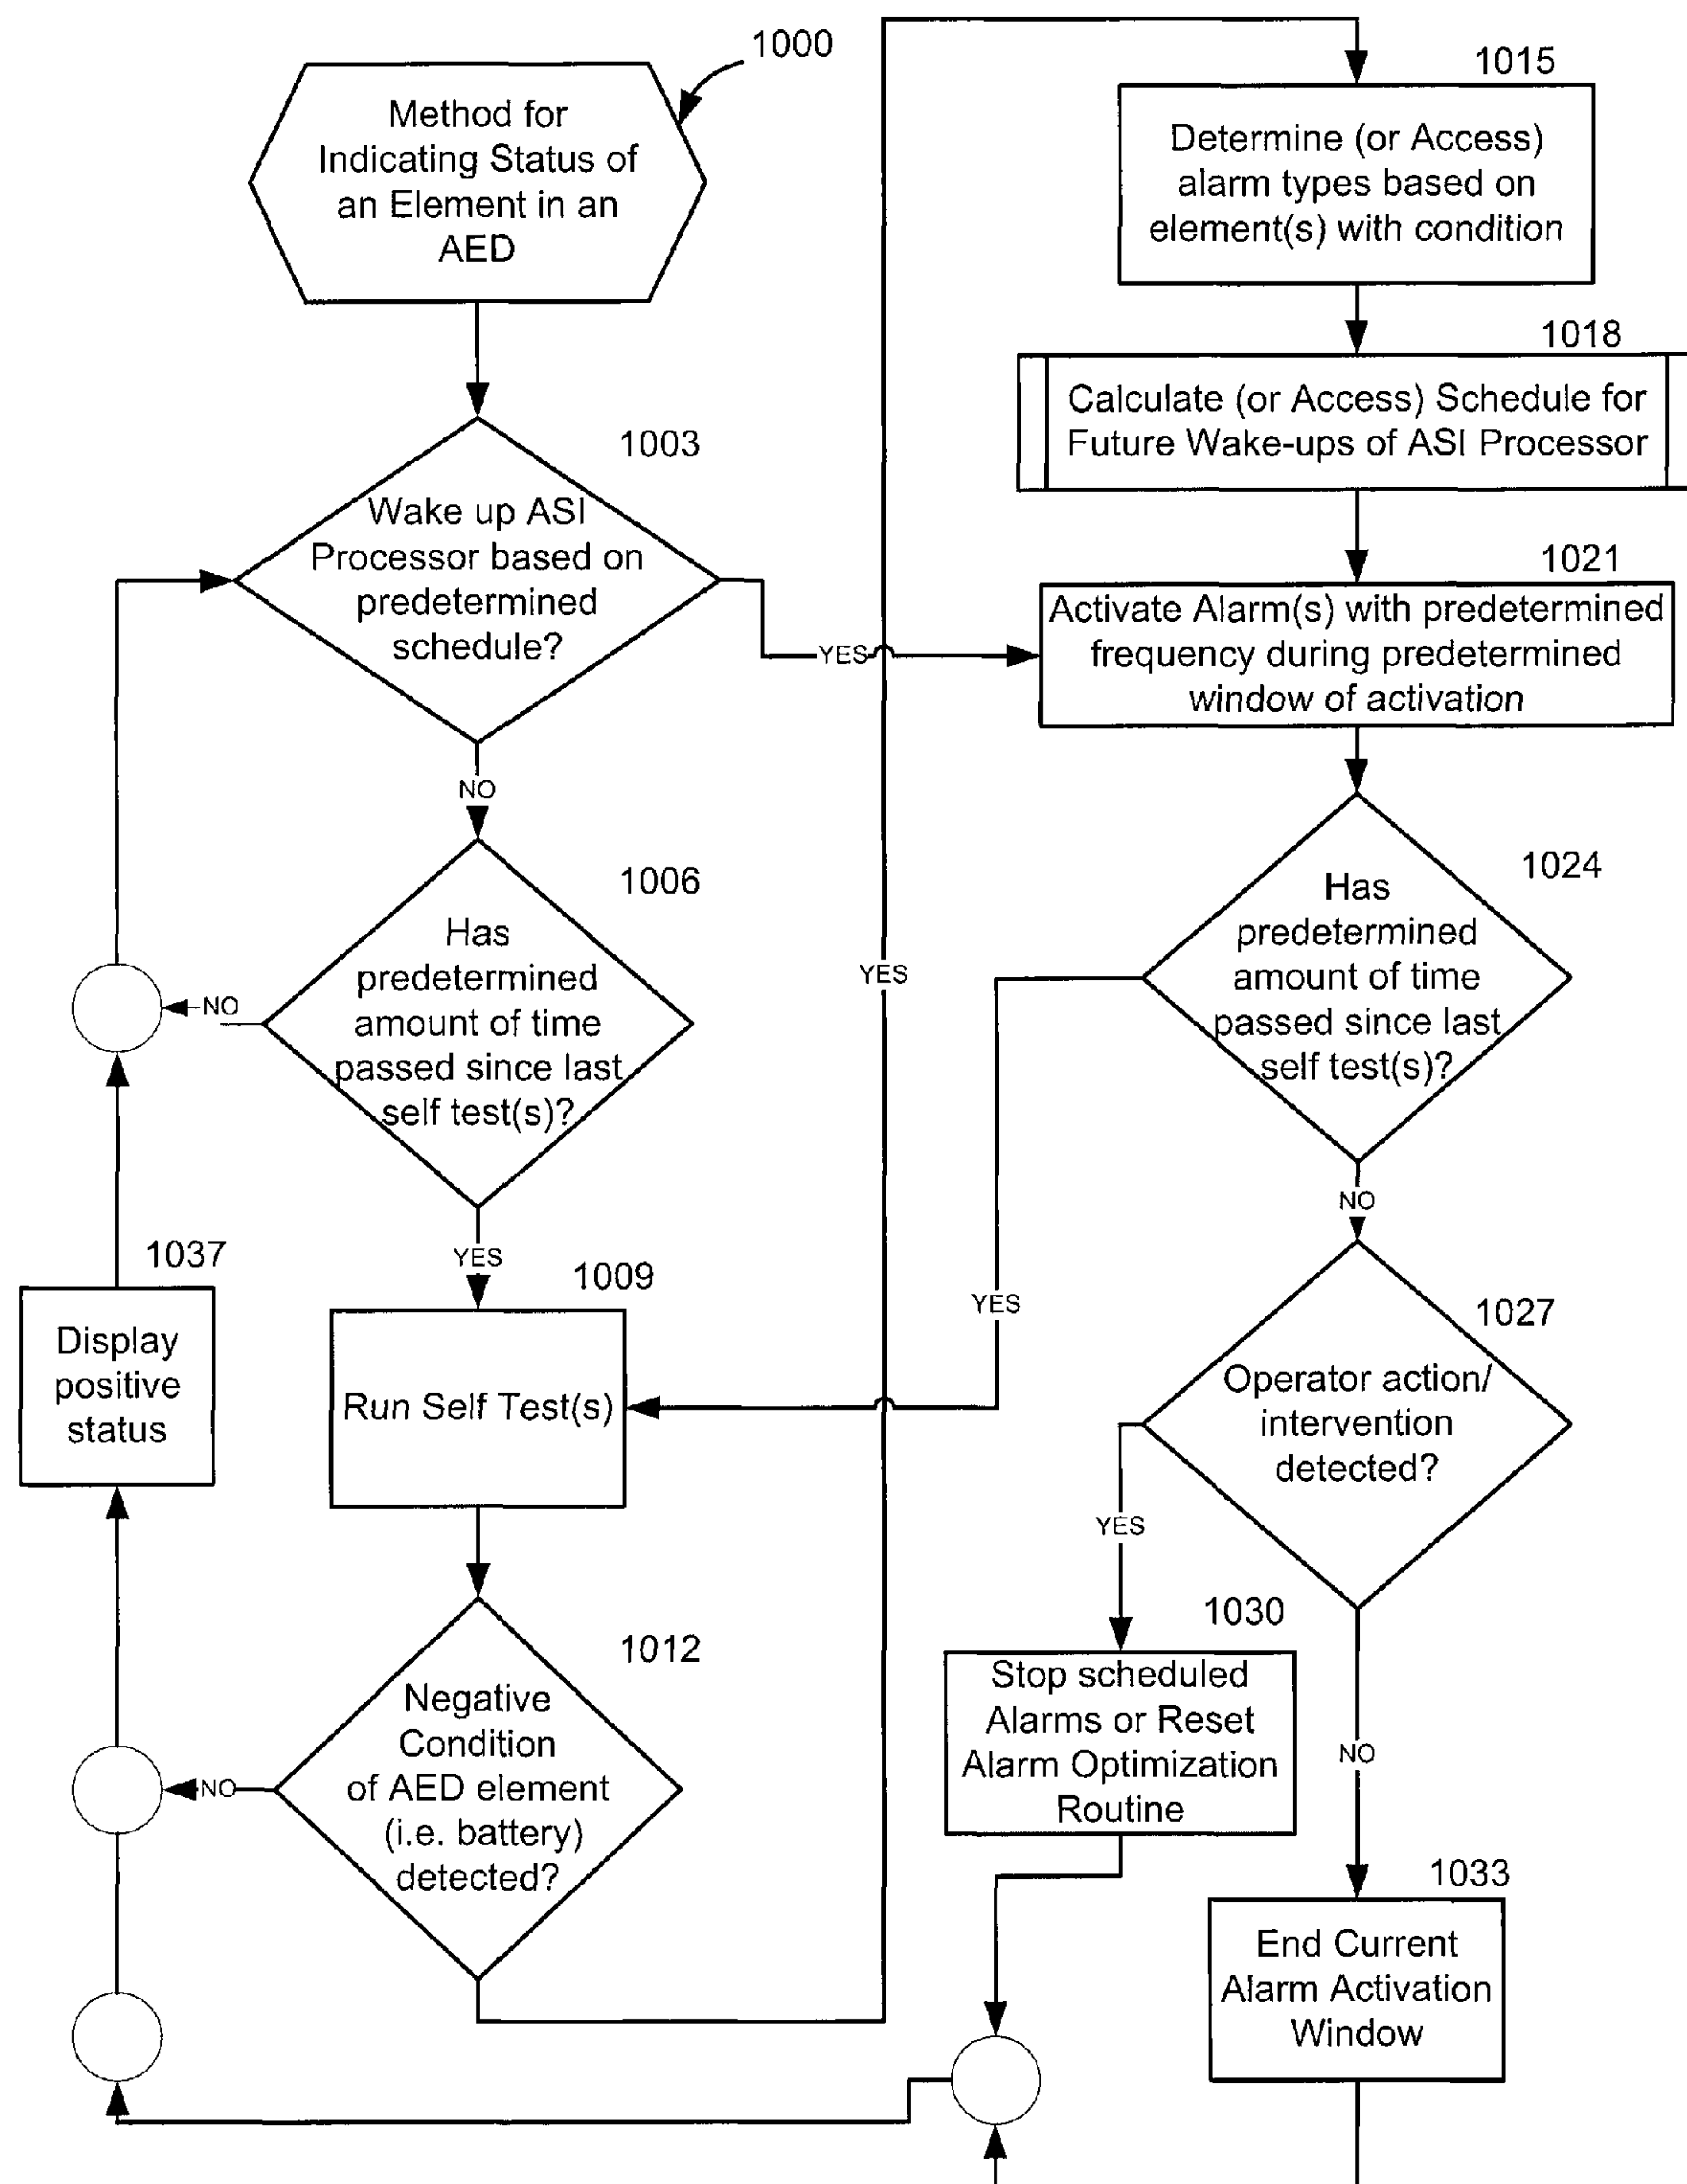 1000
Method for
Indicating Status of
an Element in an
AED
1003
Wake up ASI
Processor based on
predetermined
schedule?
YES
NO
1006
Has
predetermined
amount of time
passed since last
self test(s)?
NO
YES
1009
Run Self Test(s)
1012
Negative
Condition
of AED element
(i.e. battery)
detected?
NO
YES
1037
Display
positive
status
1015
Determine (or Access)
alarm types based on
element(s) with condition
1018
Calculate (or Access) Schedule for
Future Wake-ups of ASI Processor
1021
Activate Alarm(s) with predetermined
frequency during predetermined
window of activation
1024
Has
predetermined
amount of time
passed since last
self test(s)?
YES
NO
1027
Operator action/
intervention
detected?
YES
NO
1030
Stop scheduled
Alarms or Reset
Alarm Optimization
Routine
1033
End Current
Alarm Activation
Window